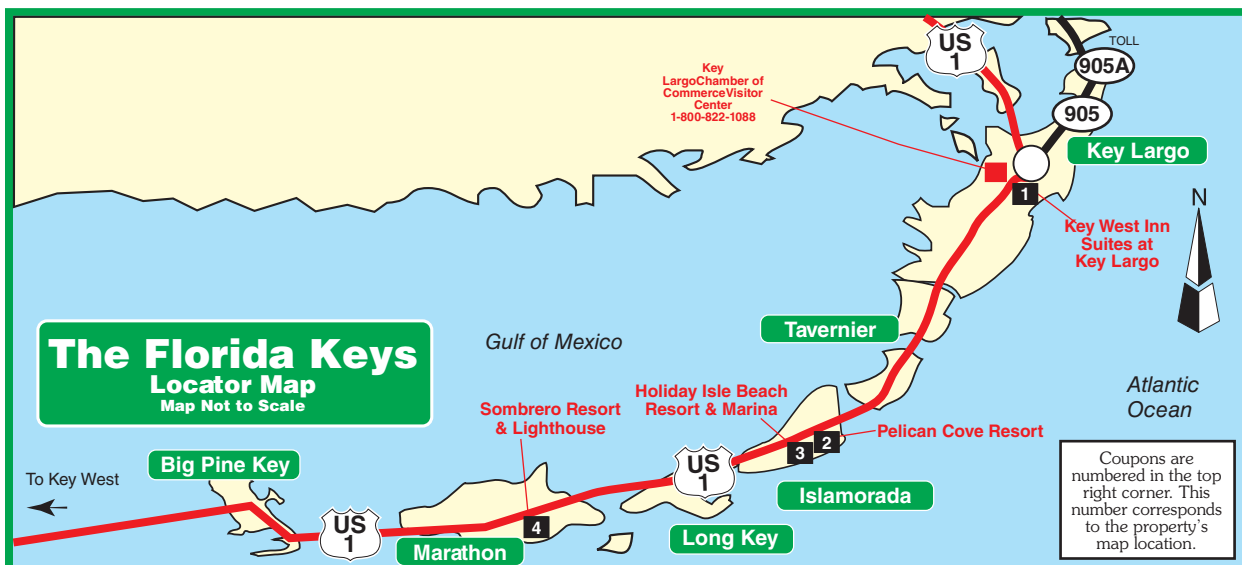 US
1
TOLL
905A
905
Key
LargoChamber of
CommerceVisitor
Center
1-800-822-1088
Key Largo
1
N
Key West Inn
Suites at
Key Largo
The Florida Keys
Locator Map
Map Not to Scale
Gulf of Mexico
Tavernier
Atlantic
Ocean
Holiday Isle Beach
Resort & Marina
Sombrero Resort
& Lighthouse
2
3
Pelican Cove Resort
Big Pine Key
To Key West
US
1
Islamorada
4
US
1
Marathon
Long Key
Coupons are
numbered in the top
right corner. This
number corresponds
to the property's
map location.